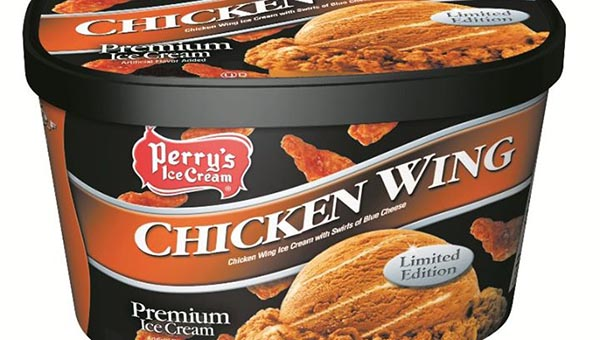 Premium
Ice Cream
Artificial Flavor Added
CHICKEN WING
Chicken Wing Ice Cream with Swirls of Blue Cheese
Limited
Edition
Perry's
Ice Cream
®
CHICKEN WING
Chicken Wing Ice Cream with Swirls of Blue Cheese
Limited
Edition
Premium
Ice Cream